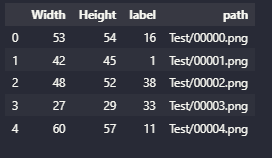 Width Height label path
0 53 54 16 Test/00000.png
1 42 45 1 Test/00001.png
2 48 52 38 Test/00002.png
3 27 29 33 Test/00003.png
4 60 57 11 Test/00004.png